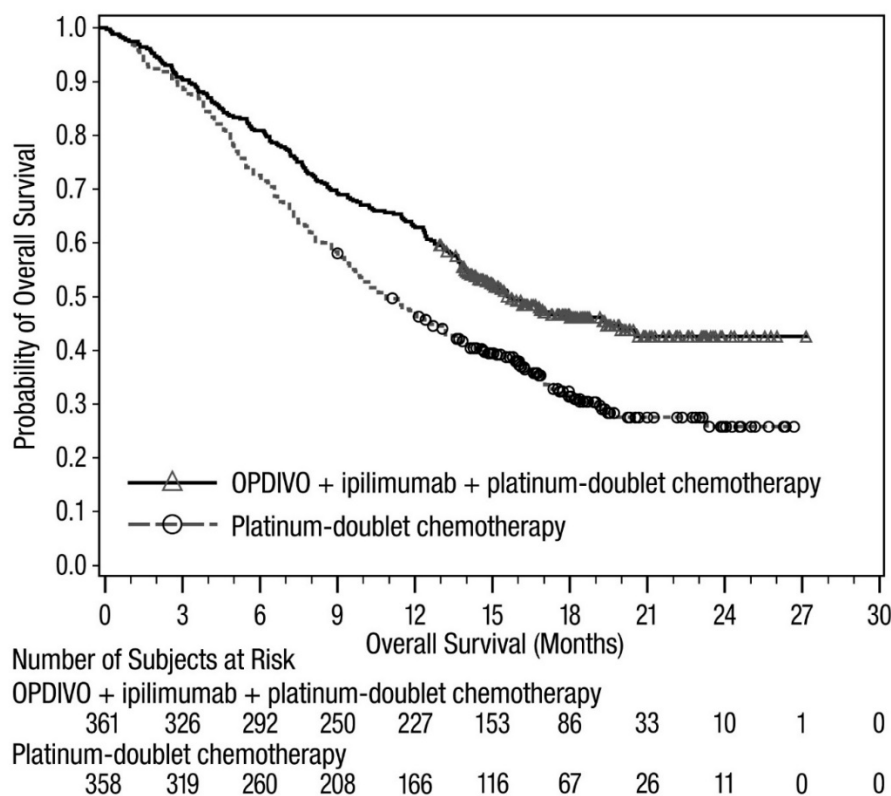 Probability of Overall Survival
1.0
0.9
0.8
0.7
0.6
0.5
0.4
0.3
0.2
0.1
0.0
OPDIVO + ipilimumab + platinum-doublet chemotherapy
Platinum-doublet chemotherapy
0 3 6 9 12 15 18 21 24 27 30
Overall Survival (Months)
Number of Subjects at Risk
OPDIVO + ipilimumab + platinum-doublet chemotherapy
361 326 292 250 227 153 86 33 10 1 0
Platinum-doublet chemotherapy
358 319 260 208 166 116 67 26 11 0 0